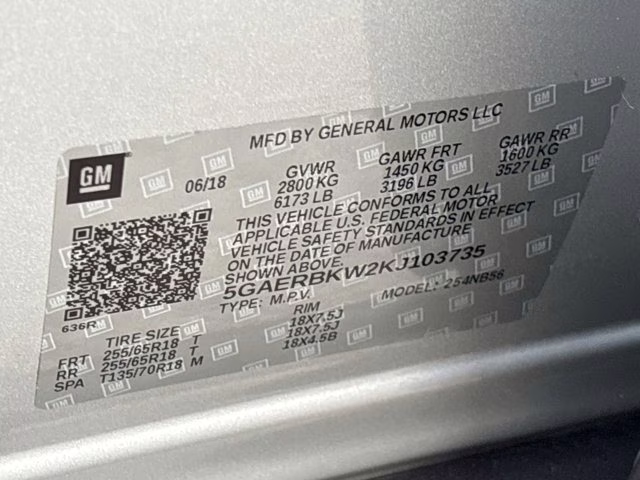 MFD BY GENERAL MOTORS LLC
GM
06/18 GVWR GAWR FRT GAWR RR
2800 KG 1450 KG 1600 KG
6173 LB 3196 LB 3527 LB
THIS VEHICLE CONFORMS TO ALL
APPLICABLE U.S. FEDERAL MOTOR
VEHICLE SAFETY STANDARDS IN EFFECT
ON THE DATE OF MANUFACTURE
SHOWN ABOVE.
5GAERBKW2KJ103735
TYPE: M.P.V. MODEL: 254NB56
636R
TIRE SIZE RIM
FRT 255/65R18 T 18X7.5J
RR 255/65R18 T 18X7.5J
SPA T135/70R18 M 18X4.5B